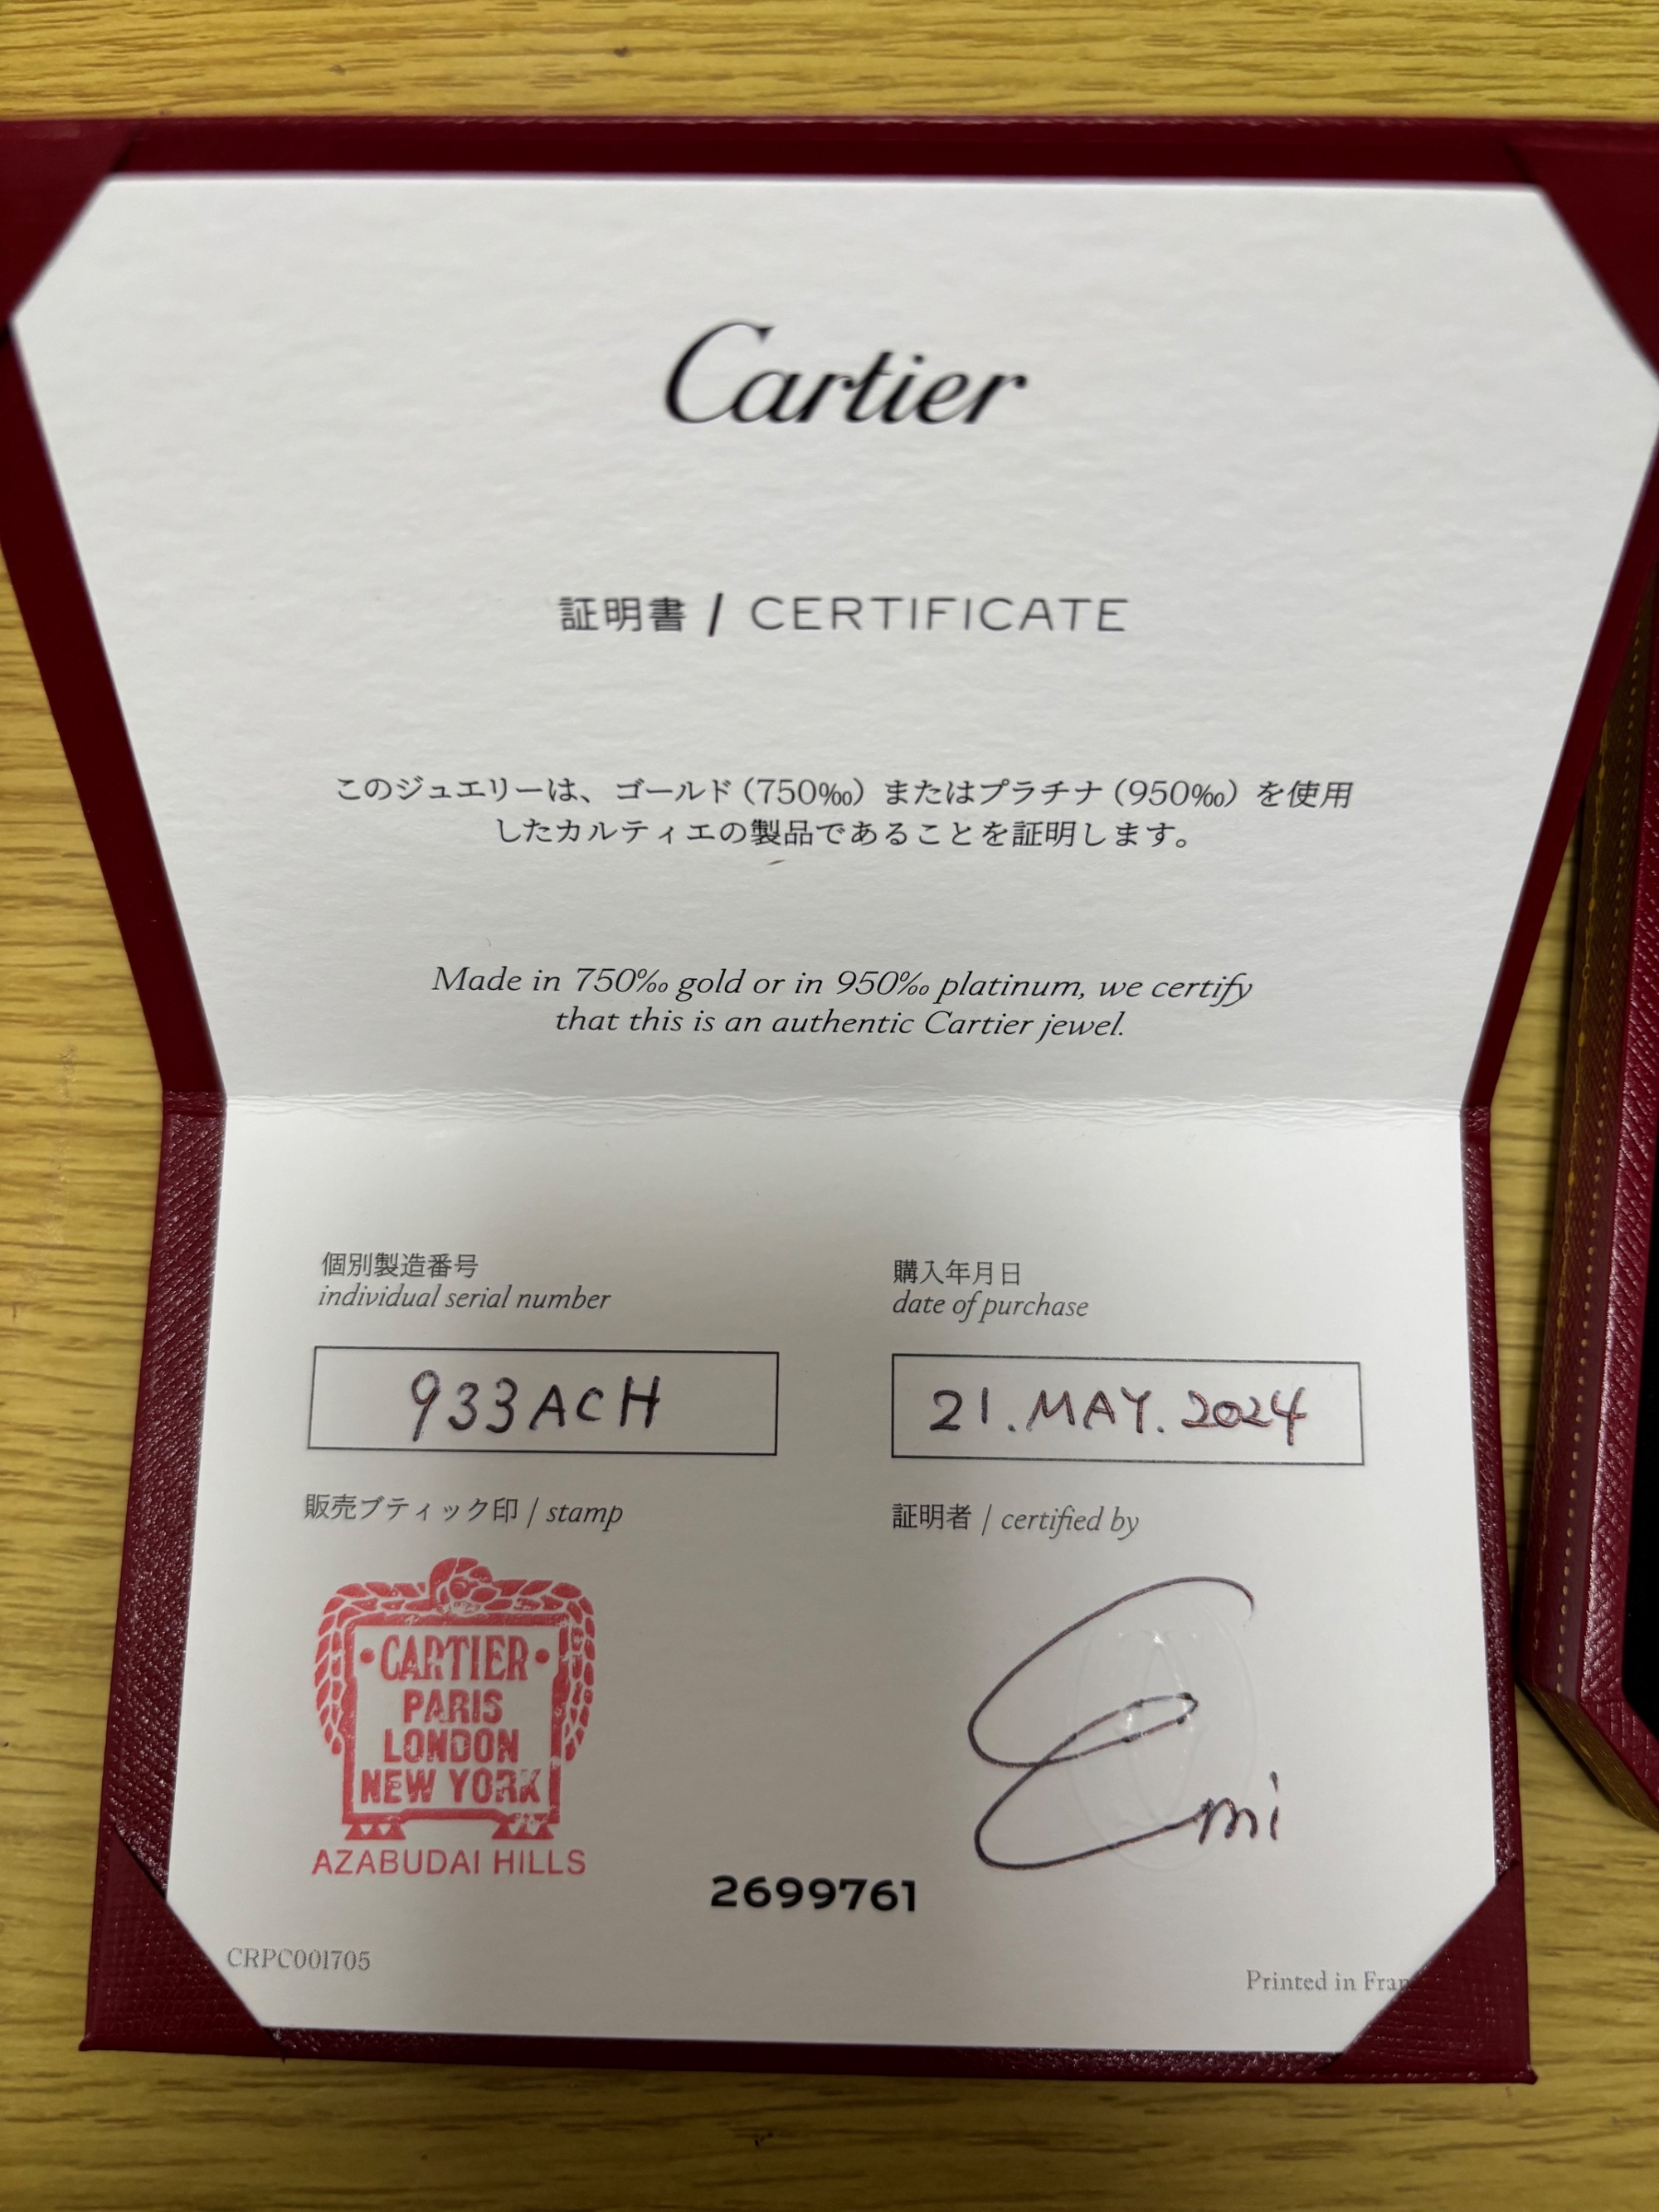 Cartier
証明書 / CERTIFICATE
このジュエリーは、ゴールド（750‰）またはプラチナ（950‰）を使用
したカルティエの製品であることを証明します。
Made in 750‰ gold or in 950‰ platinum, we certify
that this is an authentic Cartier jewel.
個別製造番号
individual serial number
933ACH
購入年月日
date of purchase
21.MAY.2024
販売ブティック印 / stamp
・CARTIER・
PARIS
LONDON
NEW YORK
AZABUDAI HILLS
証明者 / certified by
Emi
2699761
CRPC001705
Printed in Fran